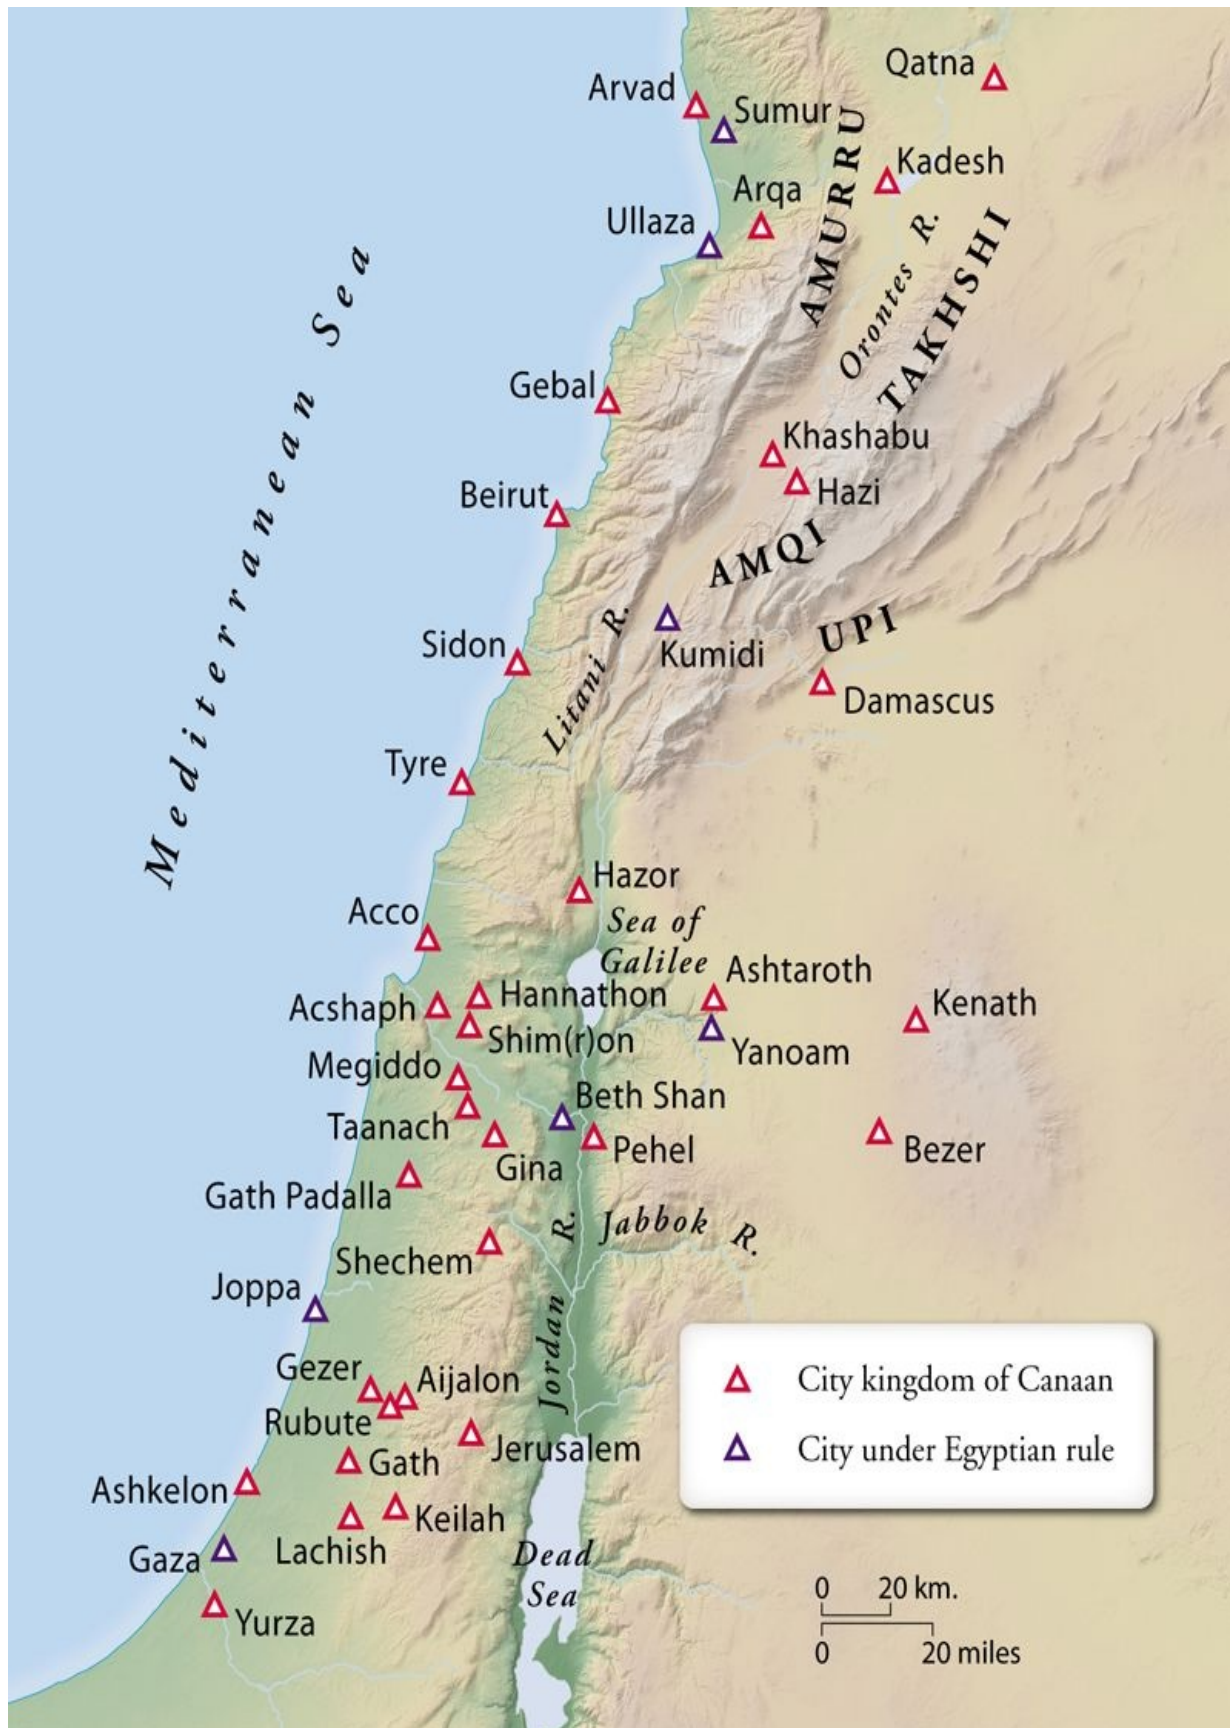 Qatna
Arvad
Sumur
AMURRU
Kadesh
Arqa
Ullaza
Orontes R.
TAKHSHI
Mediterranean Sea
Gebal
Khashabu
Hazi
Beirut
AMQI
UPI
Litani R.
Sidon
Kumidi
Damascus
Tyre
Hazor
Acco
Sea of
Galilee
Ashtaroth
Hannathon
Acshaph
Kenath
Shim(r)on
Yanoam
Megiddo
Beth Shan
Taanach
Pehel
Bezer
Gina
Gath Padalla
Jabbok R.
Shechem
Joppa
Jordan R.
Gezer
Aijalon
City kingdom of Canaan
Rubute
Jerusalem
City under Egyptian rule
Gath
Ashkelon
Keilah
Lachish
Gaza
Dead
Sea
0 20 km.
Yurza
0 20 miles